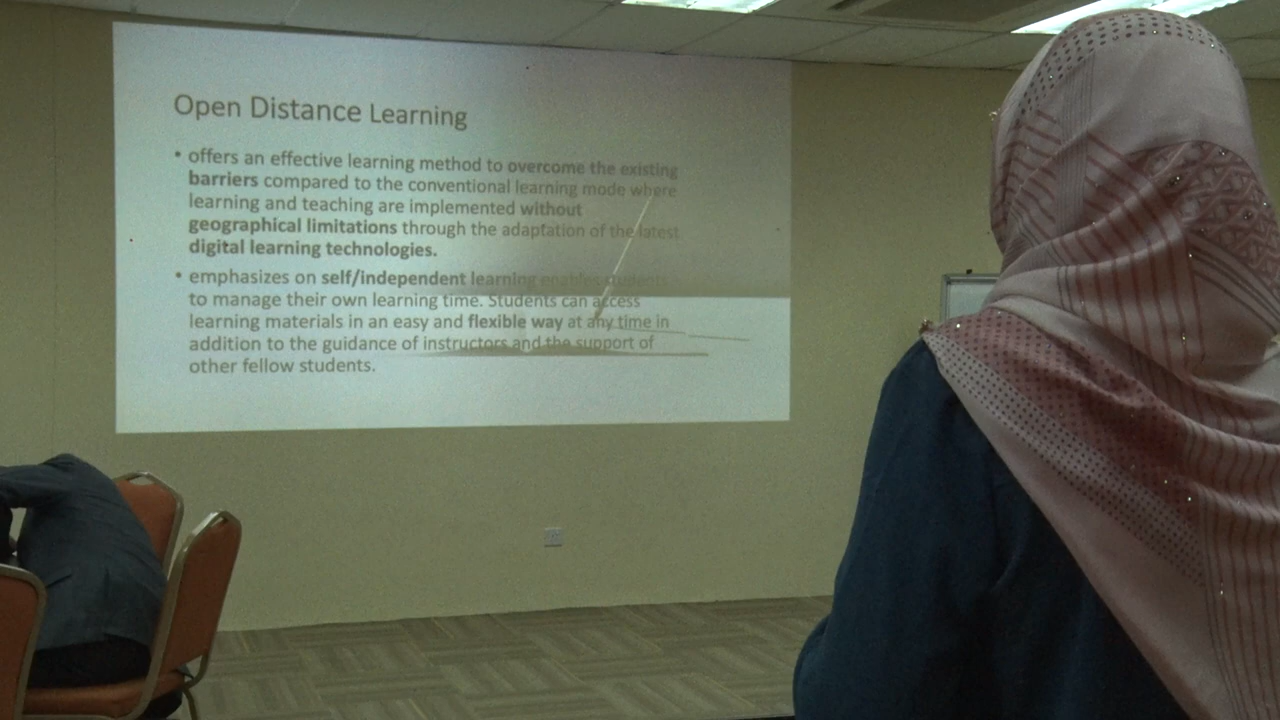 Open Distance Learning
• offers an effective learning method to overcome the existing
barriers compared to the conventional learning mode where
learning and teaching are implemented without
geographical limitations through the adaptation of the latest
digital learning technologies.
• emphasizes on self/independent learning enables students
to manage their own learning time. Students can access
learning materials in an easy and flexible way at any time in
addition to the guidance of instructors and the support of
other fellow students.